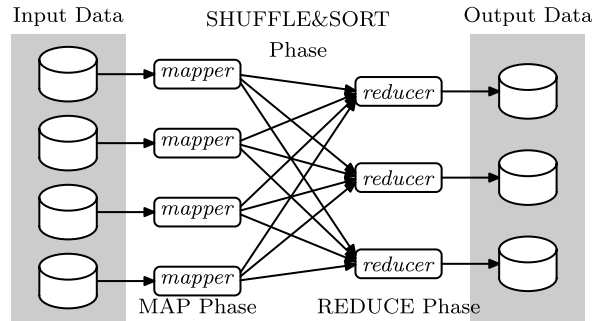 Input Data
SHUFFLE&SORT
Phase
Output Data
mapper
mapper
mapper
mapper
reducer
reducer
reducer
MAP Phase
REDUCE Phase